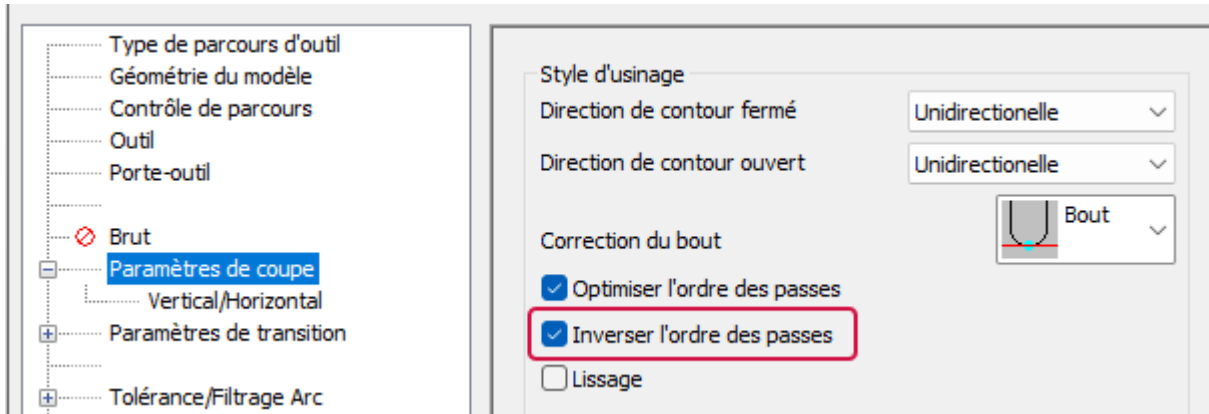 Type de parcours d'outil
Géométrie du modèle
Contrôle de parcours
Outil
Porte-outil
Brut
Paramètres de coupe
Vertical/Horizontal
Paramètres de transition
Tolérance/Filtrage Arc
Style d'usinage
Direction de contour fermé
Unidirectionelle
Direction de contour ouvert
Unidirectionelle
Correction du bout
Bout
Optimiser l'ordre des passes
Inverser l'ordre des passes
Lissage